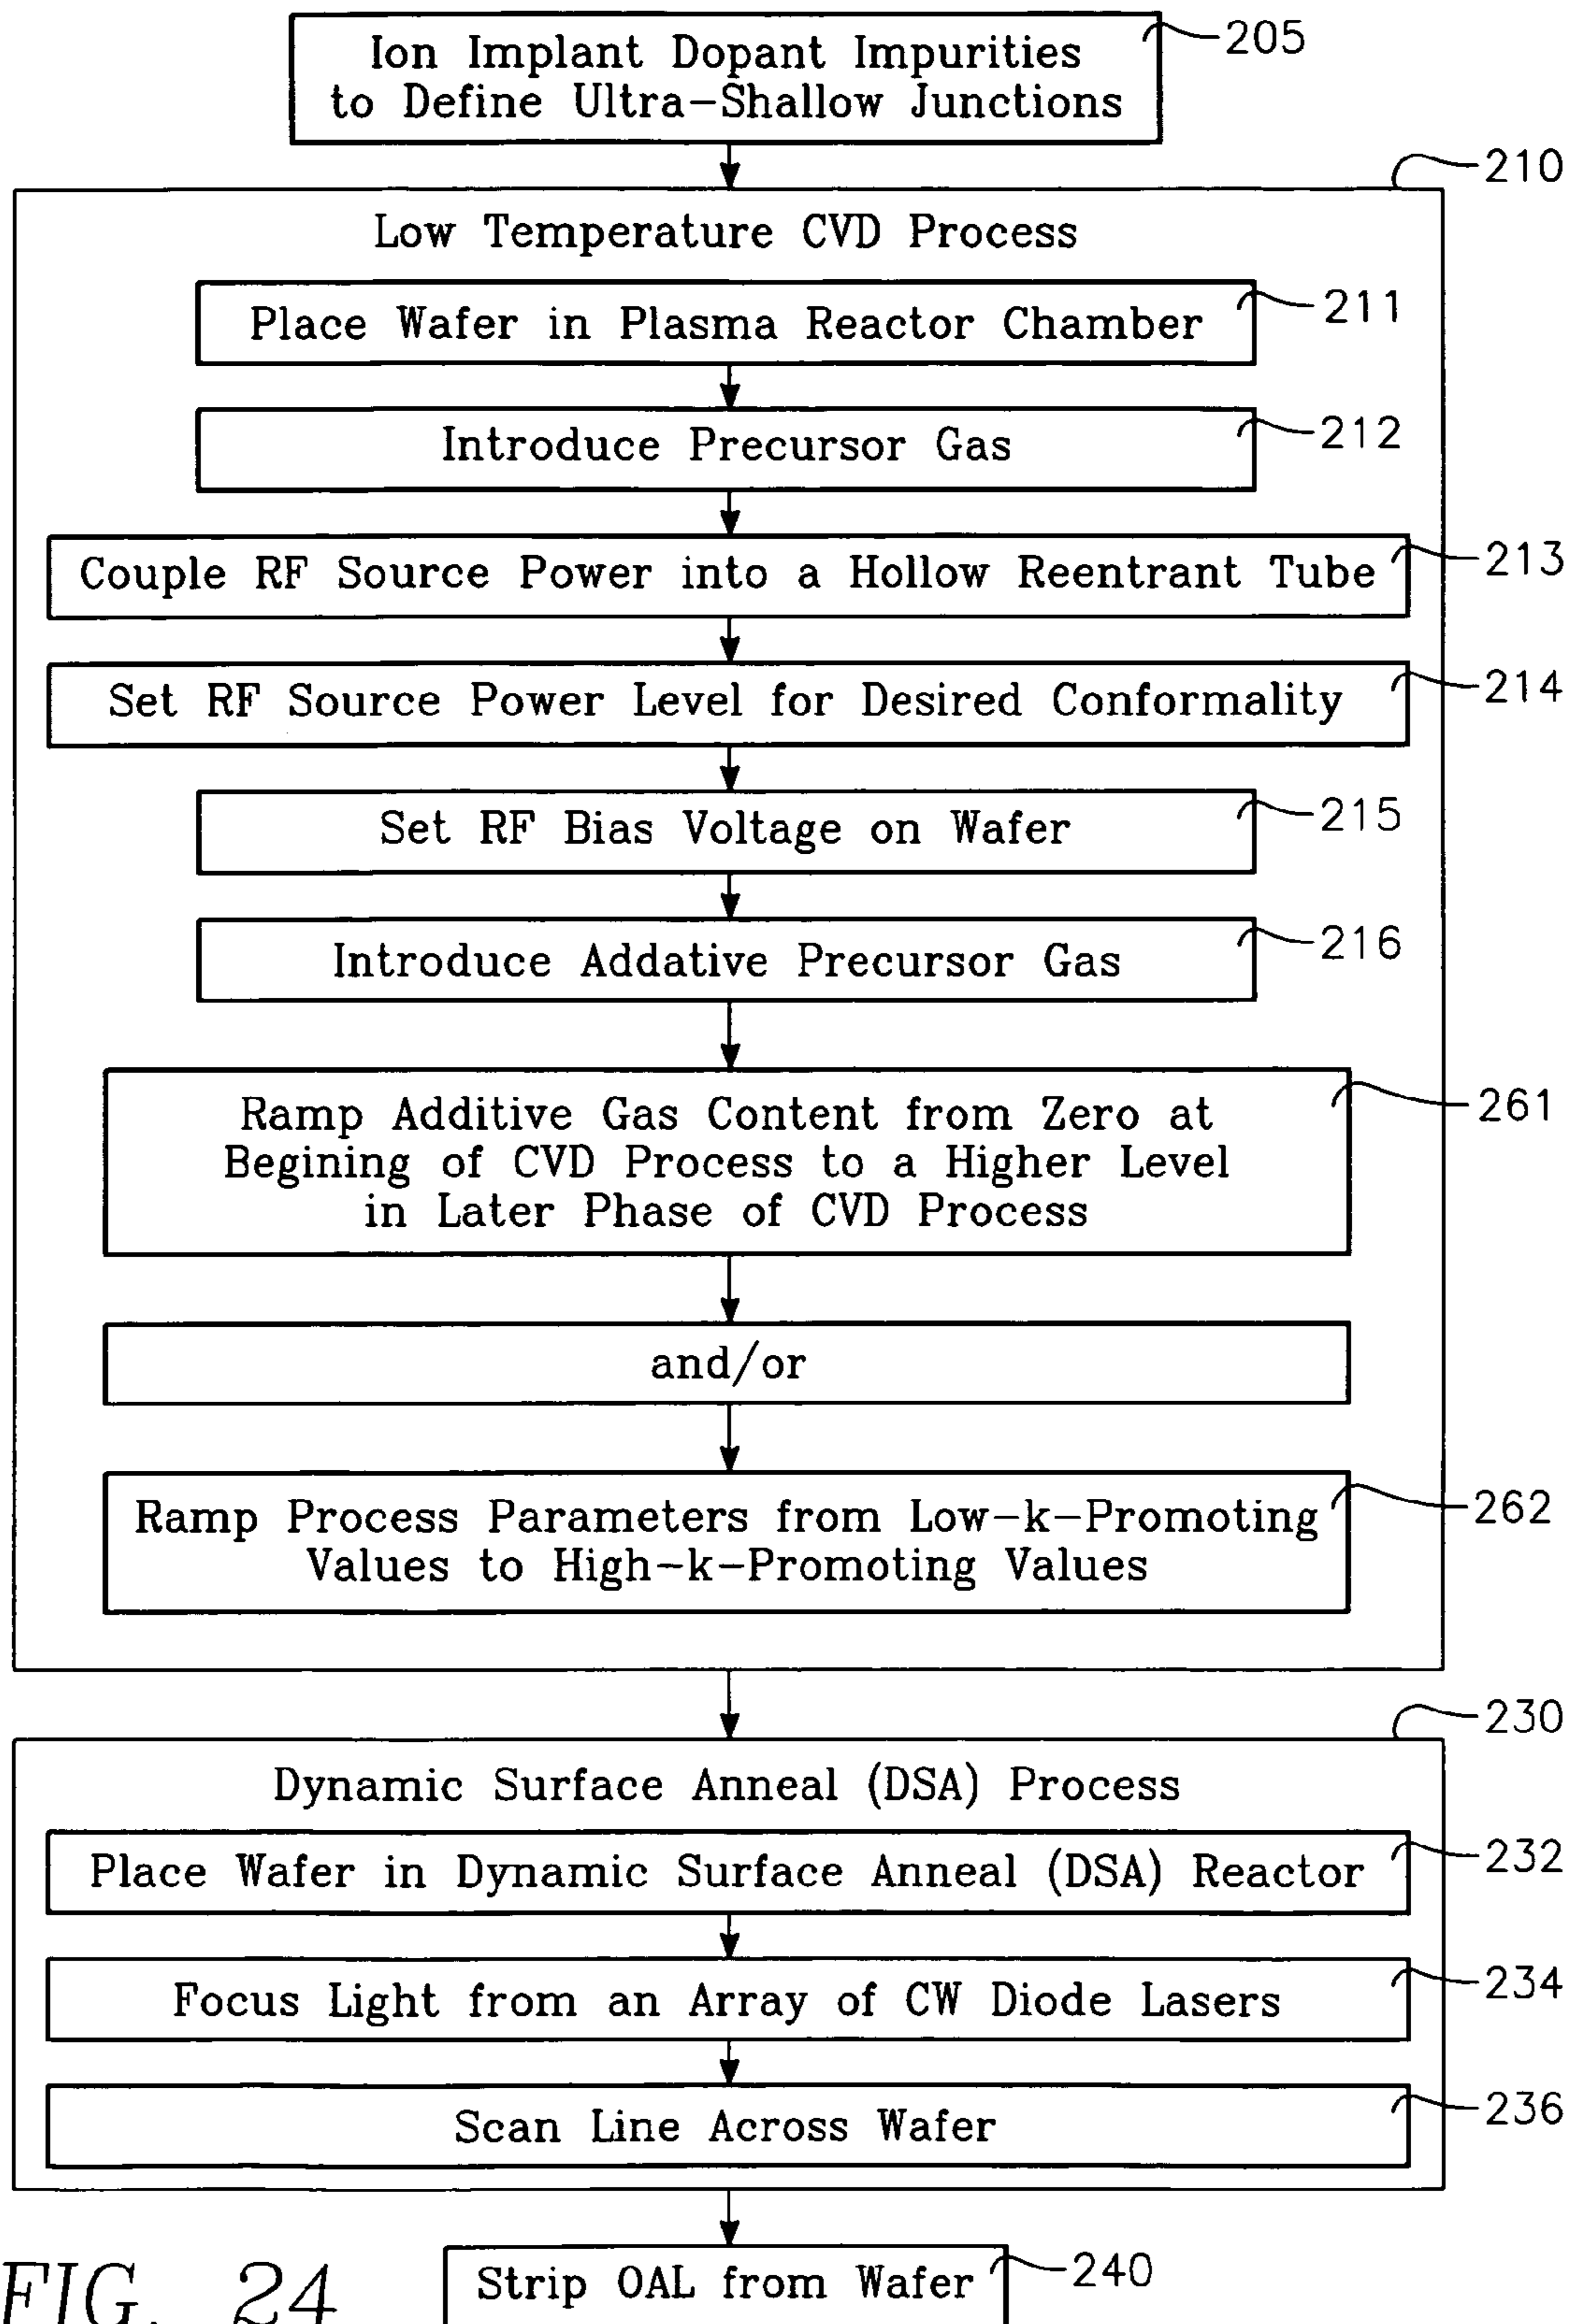 Ion Implant Dopant Impurities
to Define Ultra-Shallow Junctions
205
210
Low Temperature CVD Process
Place Wafer in Plasma Reactor Chamber
211
Introduce Precursor Gas
212
Couple RF Source Power into a Hollow Reentrant Tube
213
Set RF Source Power Level for Desired Conformality
214
Set RF Bias Voltage on Wafer
215
Introduce Addative Precursor Gas
216
Ramp Additive Gas Content from Zero at
Begining of CVD Process to a Higher Level
in Later Phase of CVD Process
261
and/or
Ramp Process Parameters from Low-k-Promoting
Values to High-k-Promoting Values
262
230
Dynamic Surface Anneal (DSA) Process
Place Wafer in Dynamic Surface Anneal (DSA) Reactor
232
Focus Light from an Array of CW Diode Lasers
234
Scan Line Across Wafer
236
Strip OAL from Wafer
240
FIG. 24